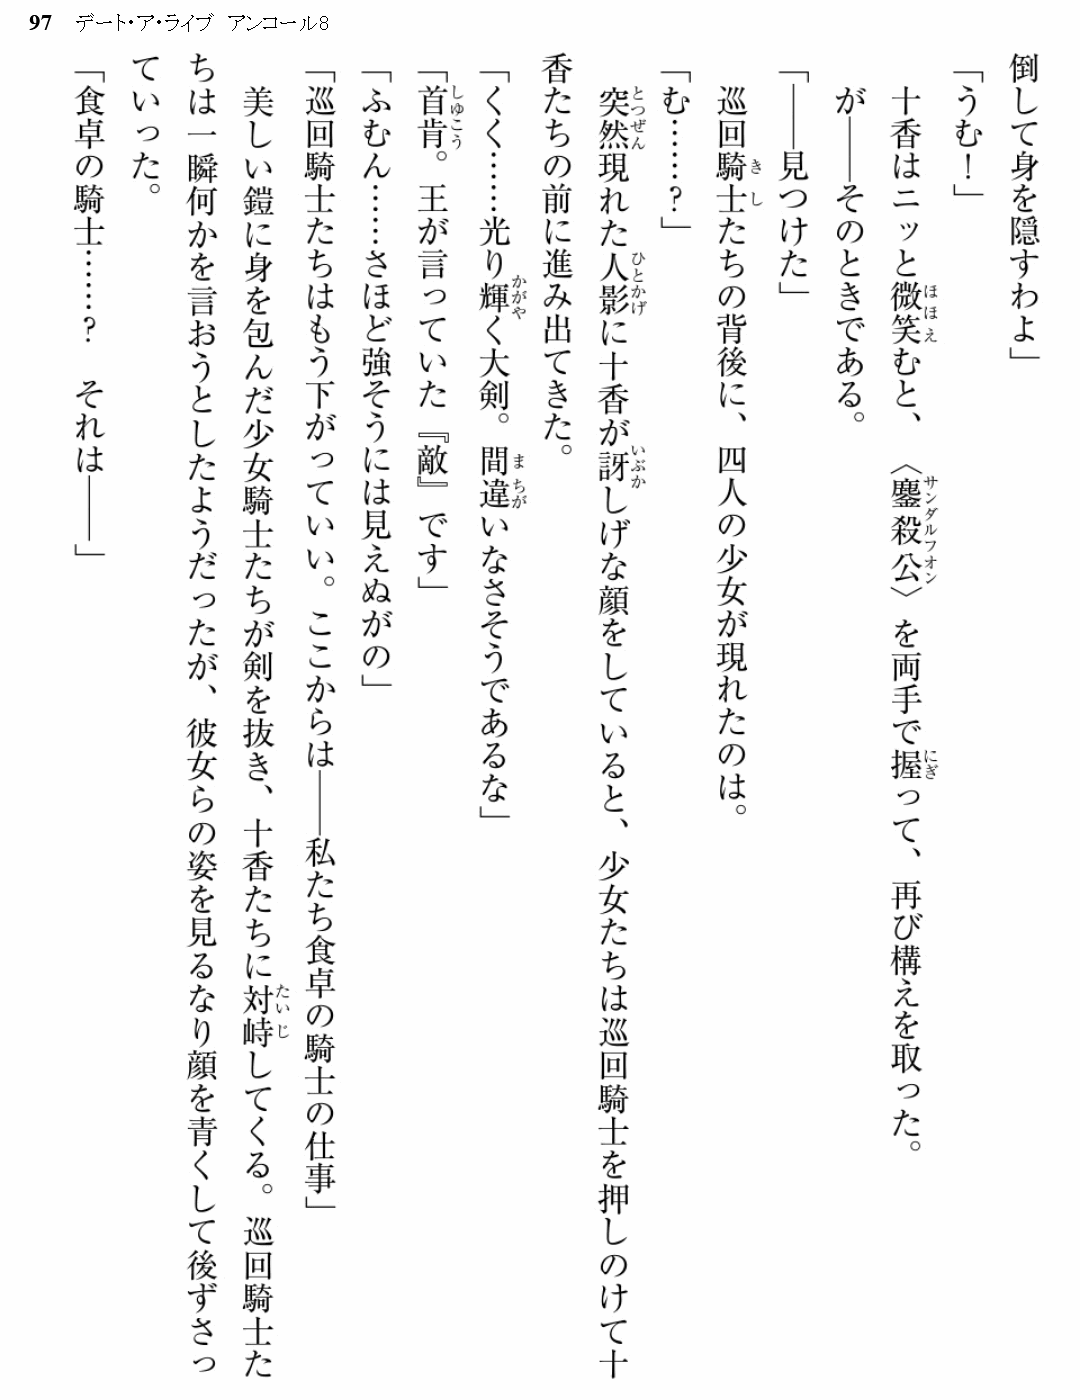 97 デート・ア・ライブ アンコール8
倒して身を隠すわよ」
「うむ！」
十香はニッと微笑むと、〈鏖殺公〉を両手で握って、再び構えを取った。
が――そのときである。
「――見つけた」
巡回騎士たちの背後に、四人の少女が現れたのは。
「む……？」
突然現れた人影に十香が訝しげな顔をしていると、少女たちは巡回騎士を押しのけて十
香たちの前に進み出てきた。
「くく……光り輝く大剣。間違いなさそうであるな」
「首肯。王が言っていた『敵』です」
「ふむん……さほど強そうには見えぬがの」
「巡回騎士たちはもう下がっていい。ここからは――私たち食卓の騎士の仕事」
美しい鎧に身を包んだ少女騎士たちが剣を抜き、十香たちに対峙してくる。巡回騎士た
ちは一瞬何かを言おうとしたようだったが、彼女らの姿を見るなり顔を青くして後ずさっ
ていった。
「食卓の騎士……？　それは――」